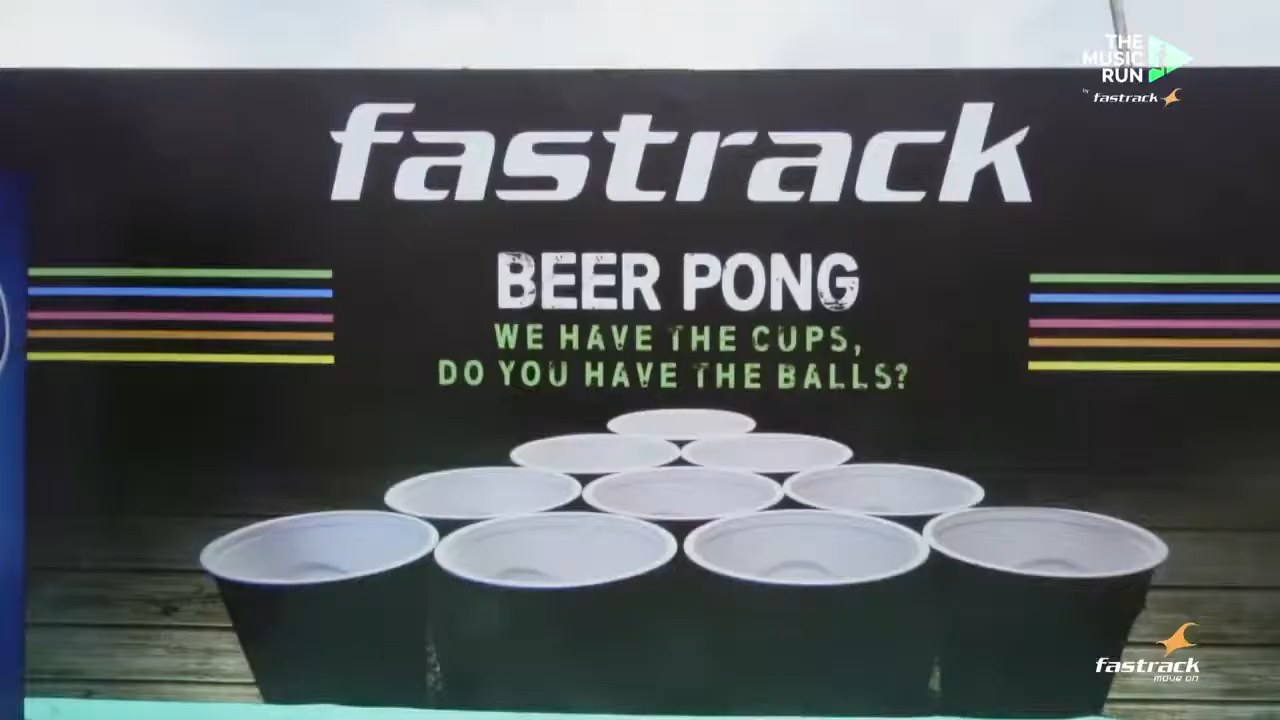 THE
MUSIC
RUN
by fastrack
fastrack
BEER PONG
WE HAVE THE CUPS,
DO YOU HAVE THE BALLS?
fastrack
move on